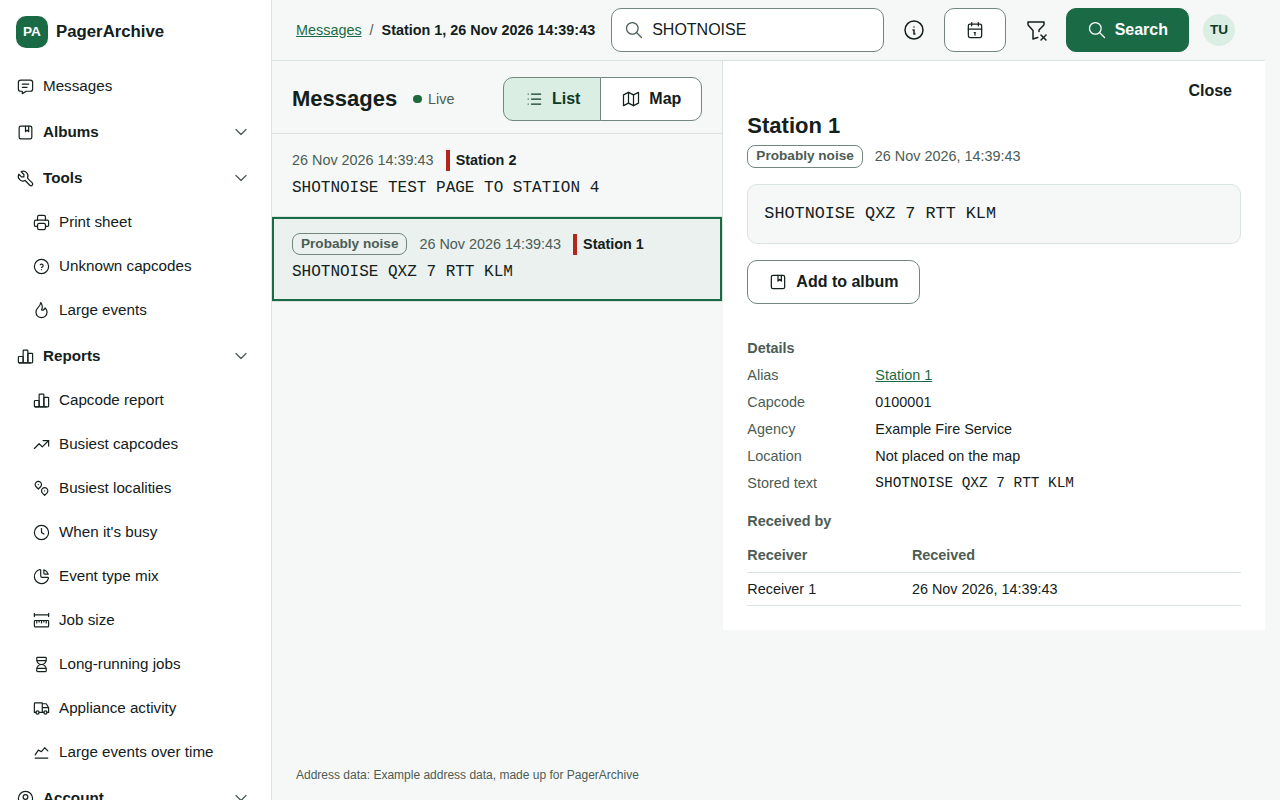 PA PagerArchive
Messages
Albums
Tools
Print sheet
Unknown capcodes
Large events
Reports
Capcode report
Busiest capcodes
Busiest localities
When it's busy
Event type mix
Job size
Long-running jobs
Appliance activity
Large events over time
Account
Messages / Station 1, 26 Nov 2026 14:39:43
SHOTNOISE
Search
TU
Messages
Live
List
Map
26 Nov 2026 14:39:43 Station 2
SHOTNOISE TEST PAGE TO STATION 4
Probably noise 26 Nov 2026 14:39:43 Station 1
SHOTNOISE QXZ 7 RTT KLM
Close
Station 1
Probably noise 26 Nov 2026, 14:39:43
SHOTNOISE QXZ 7 RTT KLM
Add to album
Details
Alias Station 1
Capcode 0100001
Agency Example Fire Service
Location Not placed on the map
Stored text SHOTNOISE QXZ 7 RTT KLM
Received by
Receiver Received
Receiver 1 26 Nov 2026, 14:39:43
Address data: Example address data, made up for PagerArchive